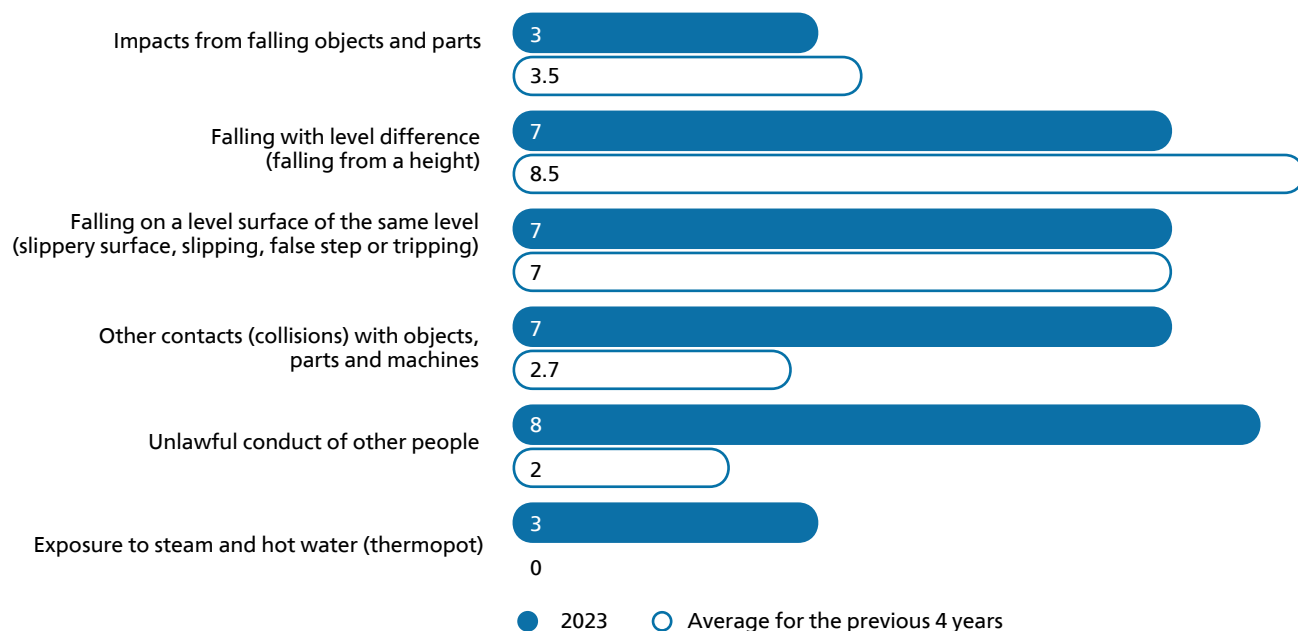 Impacts from falling objects and parts
3
3.5
Falling with level difference
(falling from a height)
7
8.5
Falling on a level surface of the same level
(slippery surface, slipping, false step or tripping)
7
7
Other contacts (collisions) with objects,
parts and machines
7
2.7
Unlawful conduct of other people
8
2
Exposure to steam and hot water (thermopot)
3
0
2023 Average for the previous 4 years